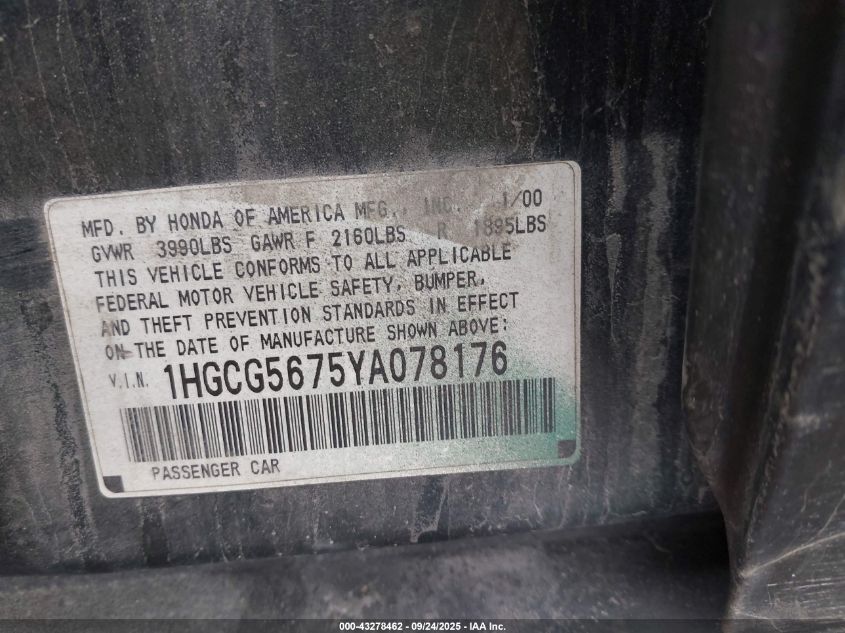 MFD. BY HONDA OF AMERICA MFG., INC. 1/00
GVWR 3990LBS GAWR F 2160LBS R 1895LBS
THIS VEHICLE CONFORMS TO ALL APPLICABLE
FEDERAL MOTOR VEHICLE SAFETY, BUMPER,
AND THEFT PREVENTION STANDARDS IN EFFECT
ON THE DATE OF MANUFACTURE SHOWN ABOVE:
V.I.N. 1HGCG5675YA078176
PASSENGER CAR
000-43278462 - 09/24/2025 - IAA Inc.